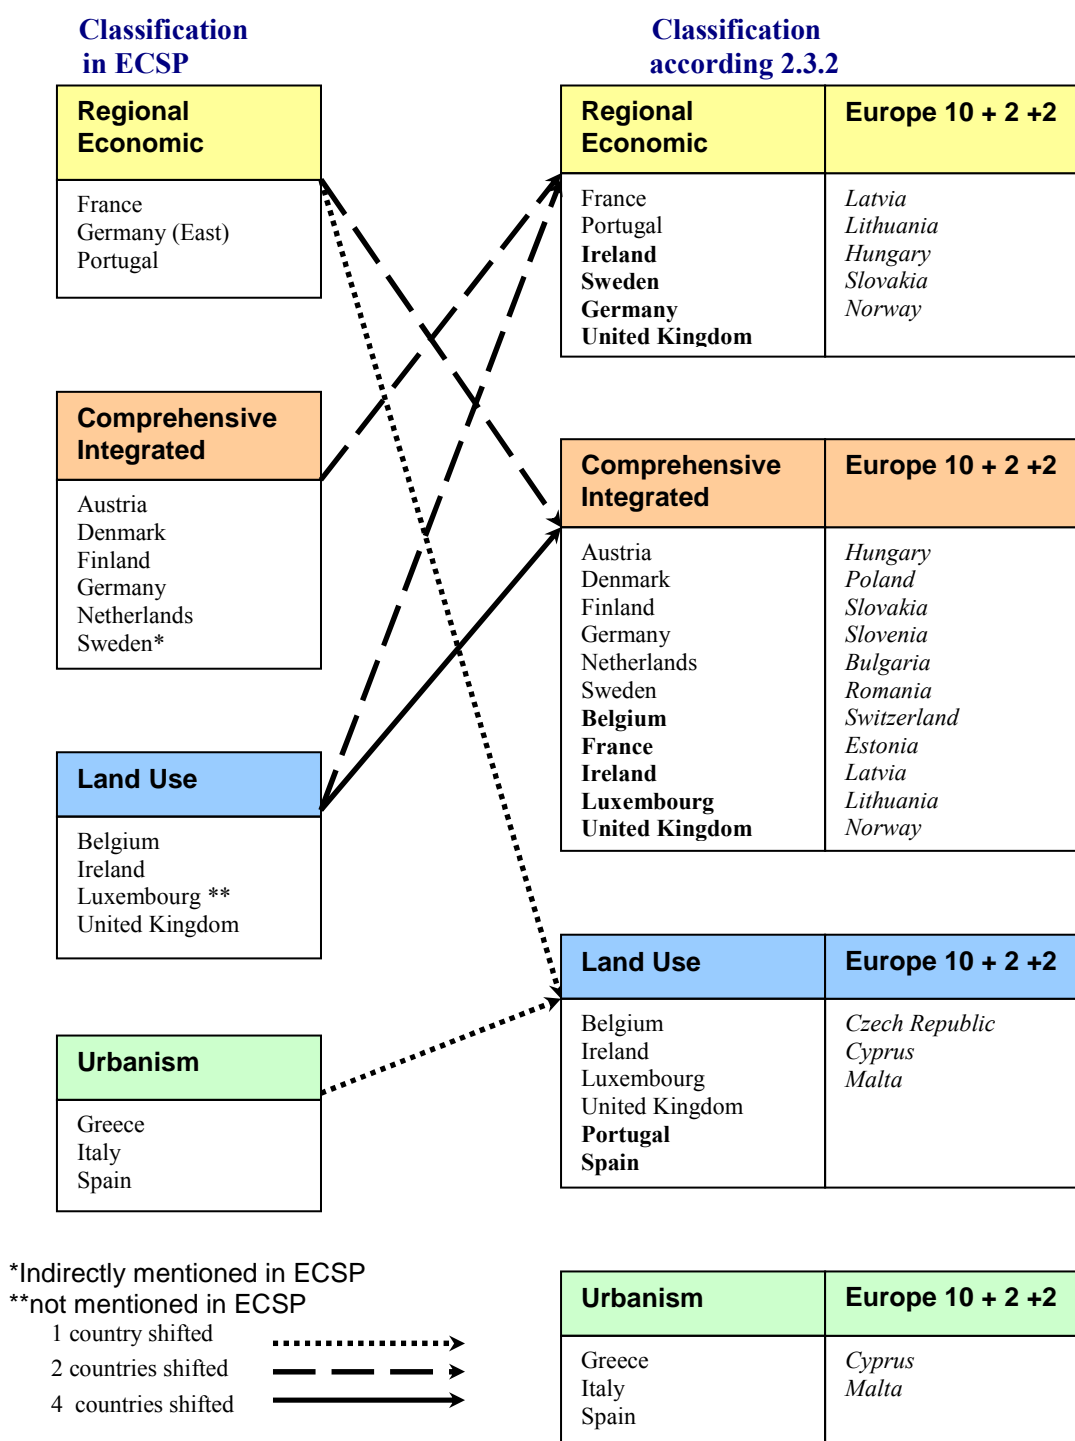 Classification
in ECSP
Regional
Economic
France
Germany (East)
Portugal
Comprehensive
Integrated
Austria
Denmark
Finland
Germany
Netherlands
Sweden*
Land Use
Belgium
Ireland
Luxembourg **
United Kingdom
Urbanism
Greece
Italy
Spain
*Indirectly mentioned in ECSP
**not mentioned in ECSP
1 country shifted
2 countries shifted
4 countries shifted
Classification
according 2.3.2
Regional
Economic
Europe 10 + 2 +2
France
Portugal
Ireland
Sweden
Germany
United Kingdom
Latvia
Lithuania
Hungary
Slovakia
Norway
Comprehensive
Integrated
Europe 10 + 2 +2
Austria
Denmark
Finland
Germany
Netherlands
Sweden
Belgium
France
Ireland
Luxembourg
United Kingdom
Hungary
Poland
Slovakia
Slovenia
Bulgaria
Romania
Switzerland
Estonia
Latvia
Lithuania
Norway
Land Use
Europe 10 + 2 +2
Belgium
Ireland
Luxembourg
United Kingdom
Portugal
Spain
Czech Republic
Cyprus
Malta
Urbanism
Europe 10 + 2 +2
Greece
Italy
Spain
Cyprus
Malta